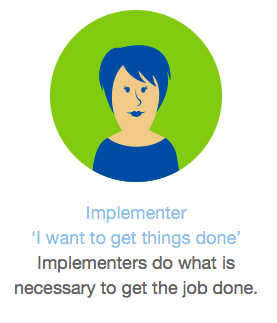 Implementer
‘I want to get things done’
Implementers do what is
necessary to get the job done.